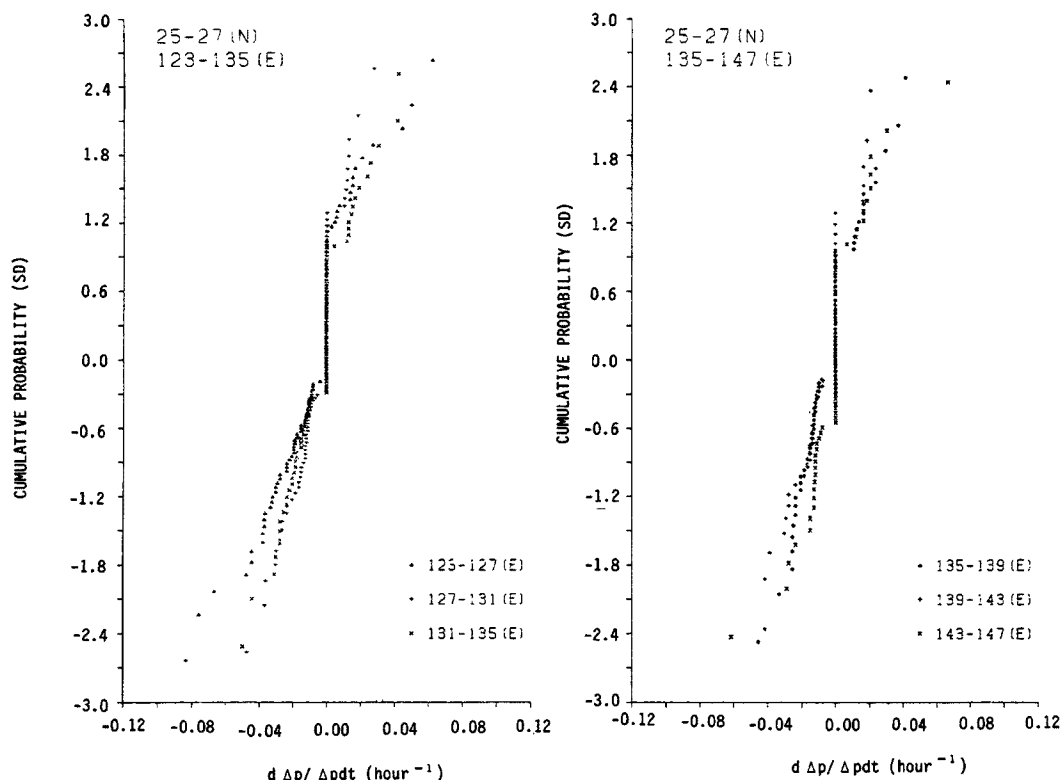 25-27(N)
123-135(E)
CUMULATIVE PROBABILITY (SD)
3.0
2.4
1.8
1.2
0.6
0.0
-0.6
-1.2
-1.8
-2.4
-3.0
123-127(E)
127-131(E)
131-135(E)
-0.12
-0.08
-0.04
0.00
0.04
0.08
0.12
d Δp/ Δpdt (hour⁻¹)
25-27(N)
135-147(E)
CUMULATIVE PROBABILITY (SD)
3.0
2.4
1.8
1.2
0.6
0.0
-0.6
-1.2
-1.8
-2.4
-3.0
135-139(E)
139-143(E)
143-147(E)
-0.12
-0.08
-0.04
0.00
0.04
0.08
0.12
d Δp/ Δpdt (hour⁻¹)